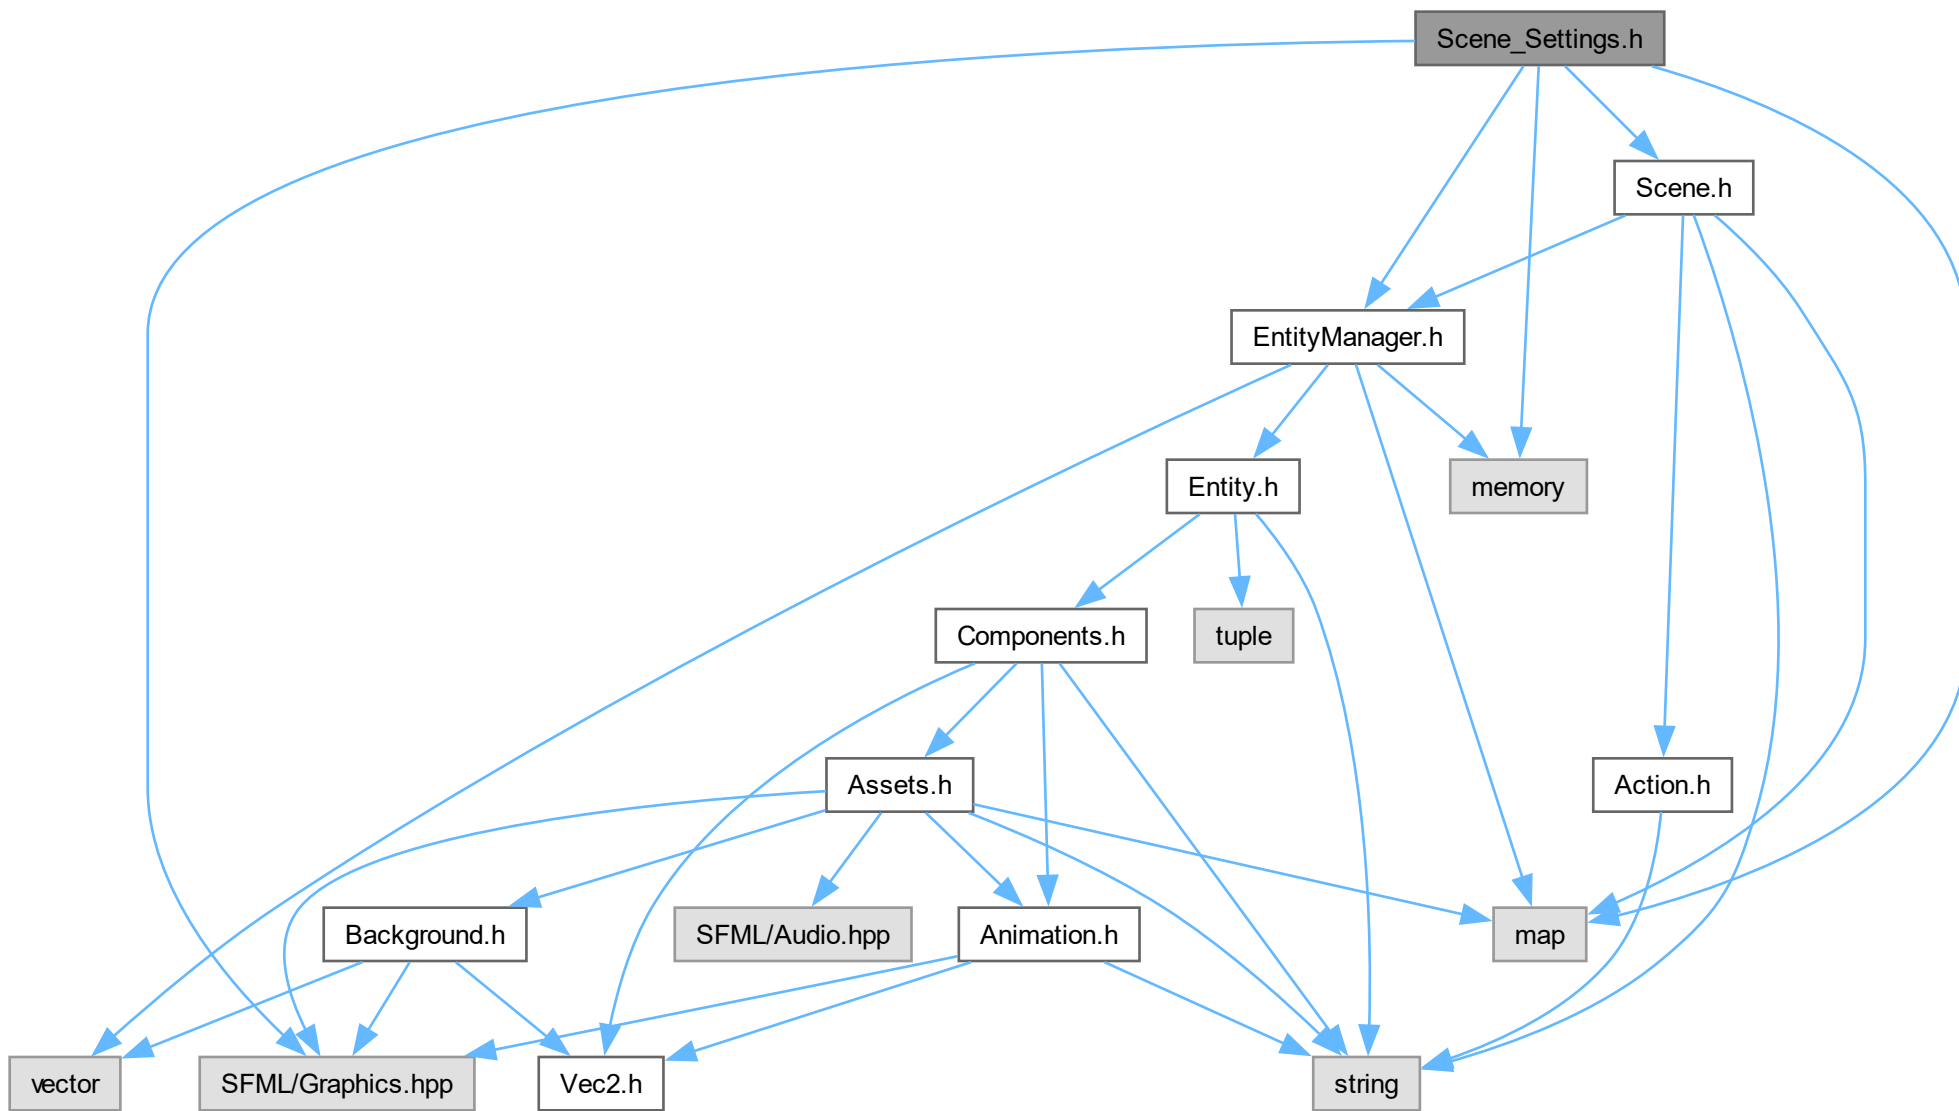 Scene_Settings.h
Scene.h
EntityManager.h
Entity.h
memory
Components.h
tuple
Assets.h
Action.h
Background.h
SFML/Audio.hpp
Animation.h
map
vector
SFML/Graphics.hpp
Vec2.h
string